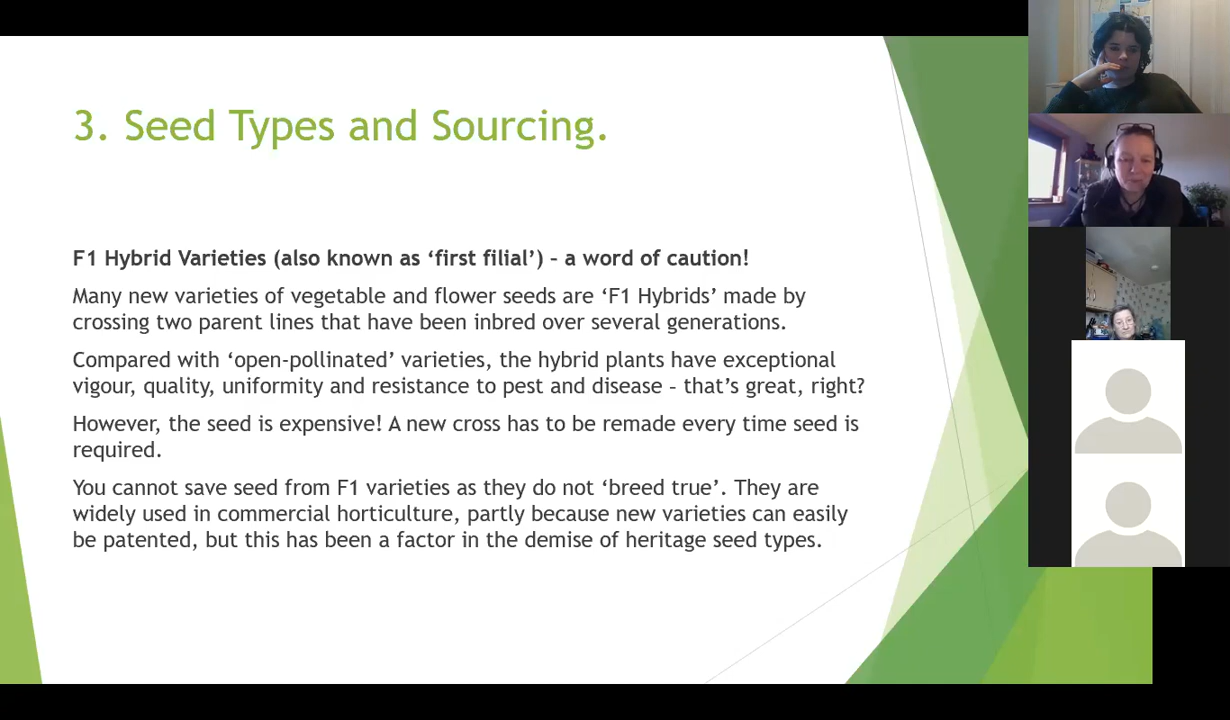 3. Seed Types and Sourcing.
F1 Hybrid Varieties (also known as ‘first filial’) – a word of caution!
Many new varieties of vegetable and flower seeds are ‘F1 Hybrids’ made by
crossing two parent lines that have been inbred over several generations.
Compared with ‘open-pollinated’ varieties, the hybrid plants have exceptional
vigour, quality, uniformity and resistance to pest and disease – that’s great, right?
However, the seed is expensive! A new cross has to be remade every time seed is
required.
You cannot save seed from F1 varieties as they do not ‘breed true’. They are
widely used in commercial horticulture, partly because new varieties can easily
be patented, but this has been a factor in the demise of heritage seed types.